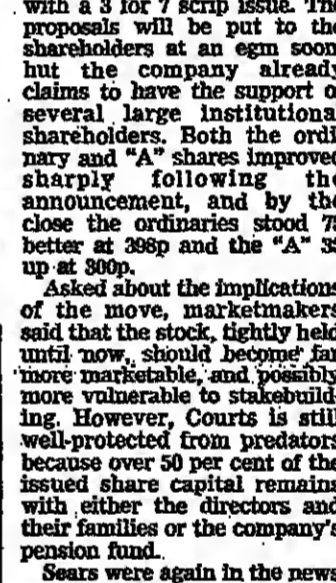 with a 3 for 7 scrip issue. The
proposals will be put to the
shareholders at an egm soon
but the company already
claims to have the support o
several large institutiona
shareholders. Both the ordi
nary and "A" shares improved
sharply following the
announcement, and by the
close the ordinaries stood 7
better at 398p and the "A" 3
up at 300p.
Asked about the implications
of the move, marketmakers
said that the stock, tightly held
until now, should become far
more marketable, and possibly
more vulnerable to stakebuild
ing. However, Courts is still
well-protected from predators
because over 50 per cent of the
issued share capital remains
with either the directors and
their families or the company's
pension fund.
Sears were again in the news